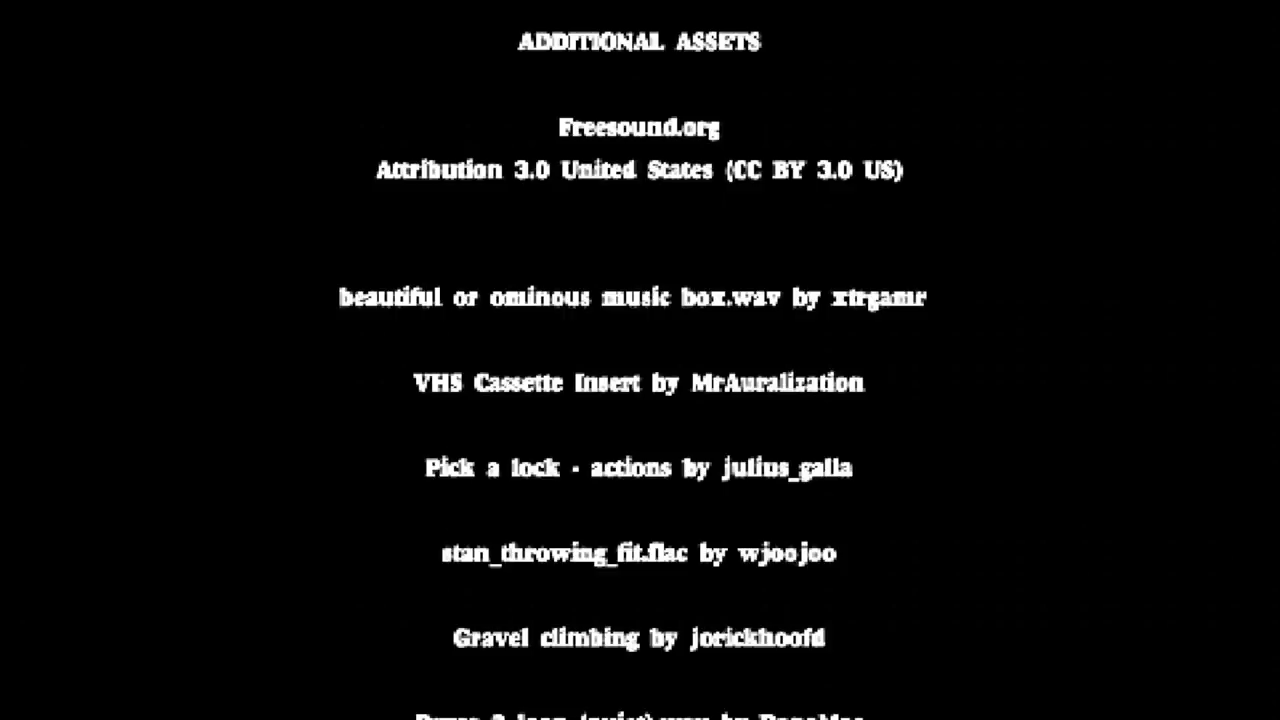 ADDITIONAL ASSETS
Freesound.org
Attribution 3.0 United States (CC BY 3.0 US)
beautiful or ominous music box.wav by xtrgamr
VHS Cassette Insert by MrAuralization
Pick a lock - actions by julius_galla
stan_throwing_fit.flac by wjoojoo
Gravel climbing by jorickhoofd